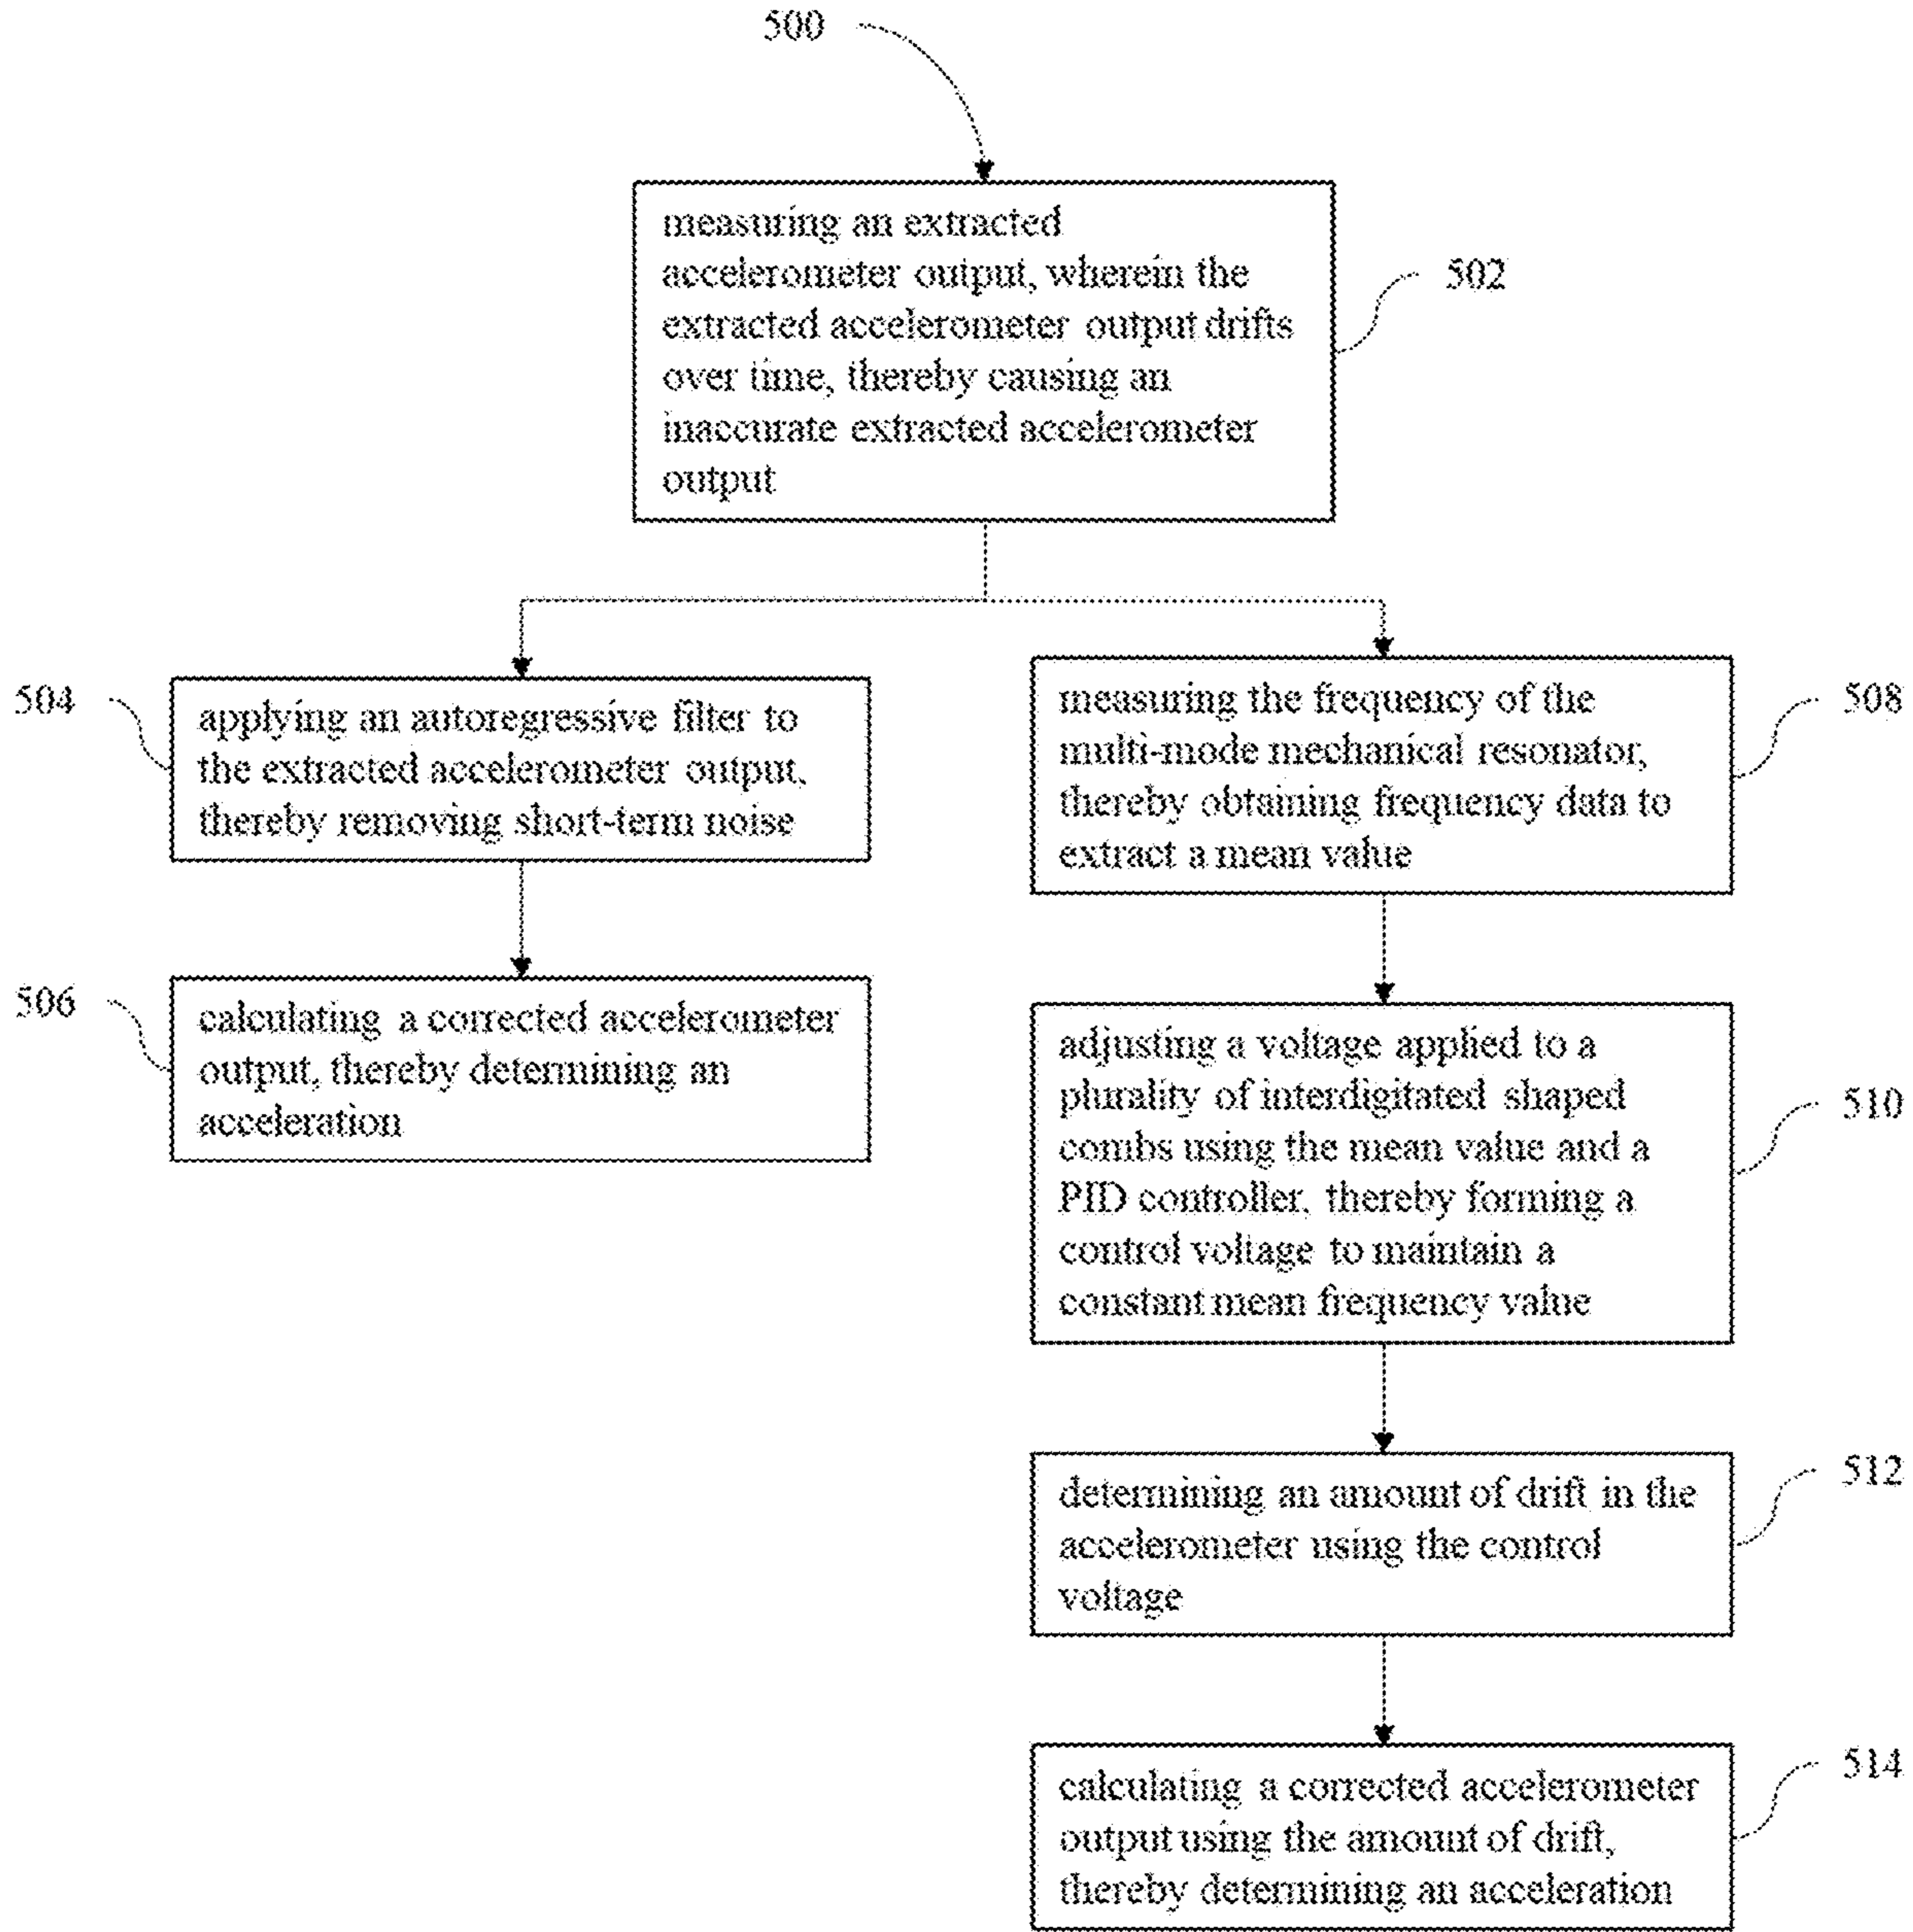 500
measuring an extracted
accelerometer output, wherein the
extracted accelerometer output drifts
over time, thereby causing an
inaccurate extracted accelerometer
output
502
504
applying an autoregressive filter to
the extracted accelerometer output,
thereby removing short-term noise
506
calculating a corrected accelerometer
output, thereby determining an
acceleration
measuring the frequency of the
multi-mode mechanical resonator,
thereby obtaining frequency data to
extract a mean value
508
adjusting a voltage applied to a
plurality of interdigitated shaped
combs using the mean value and a
PID controller, thereby forming a
control voltage to maintain a
constant mean frequency value
510
determining an amount of drift in the
accelerometer using the control
voltage
512
calculating a corrected accelerometer
output using the amount of drift,
thereby determining an acceleration
514